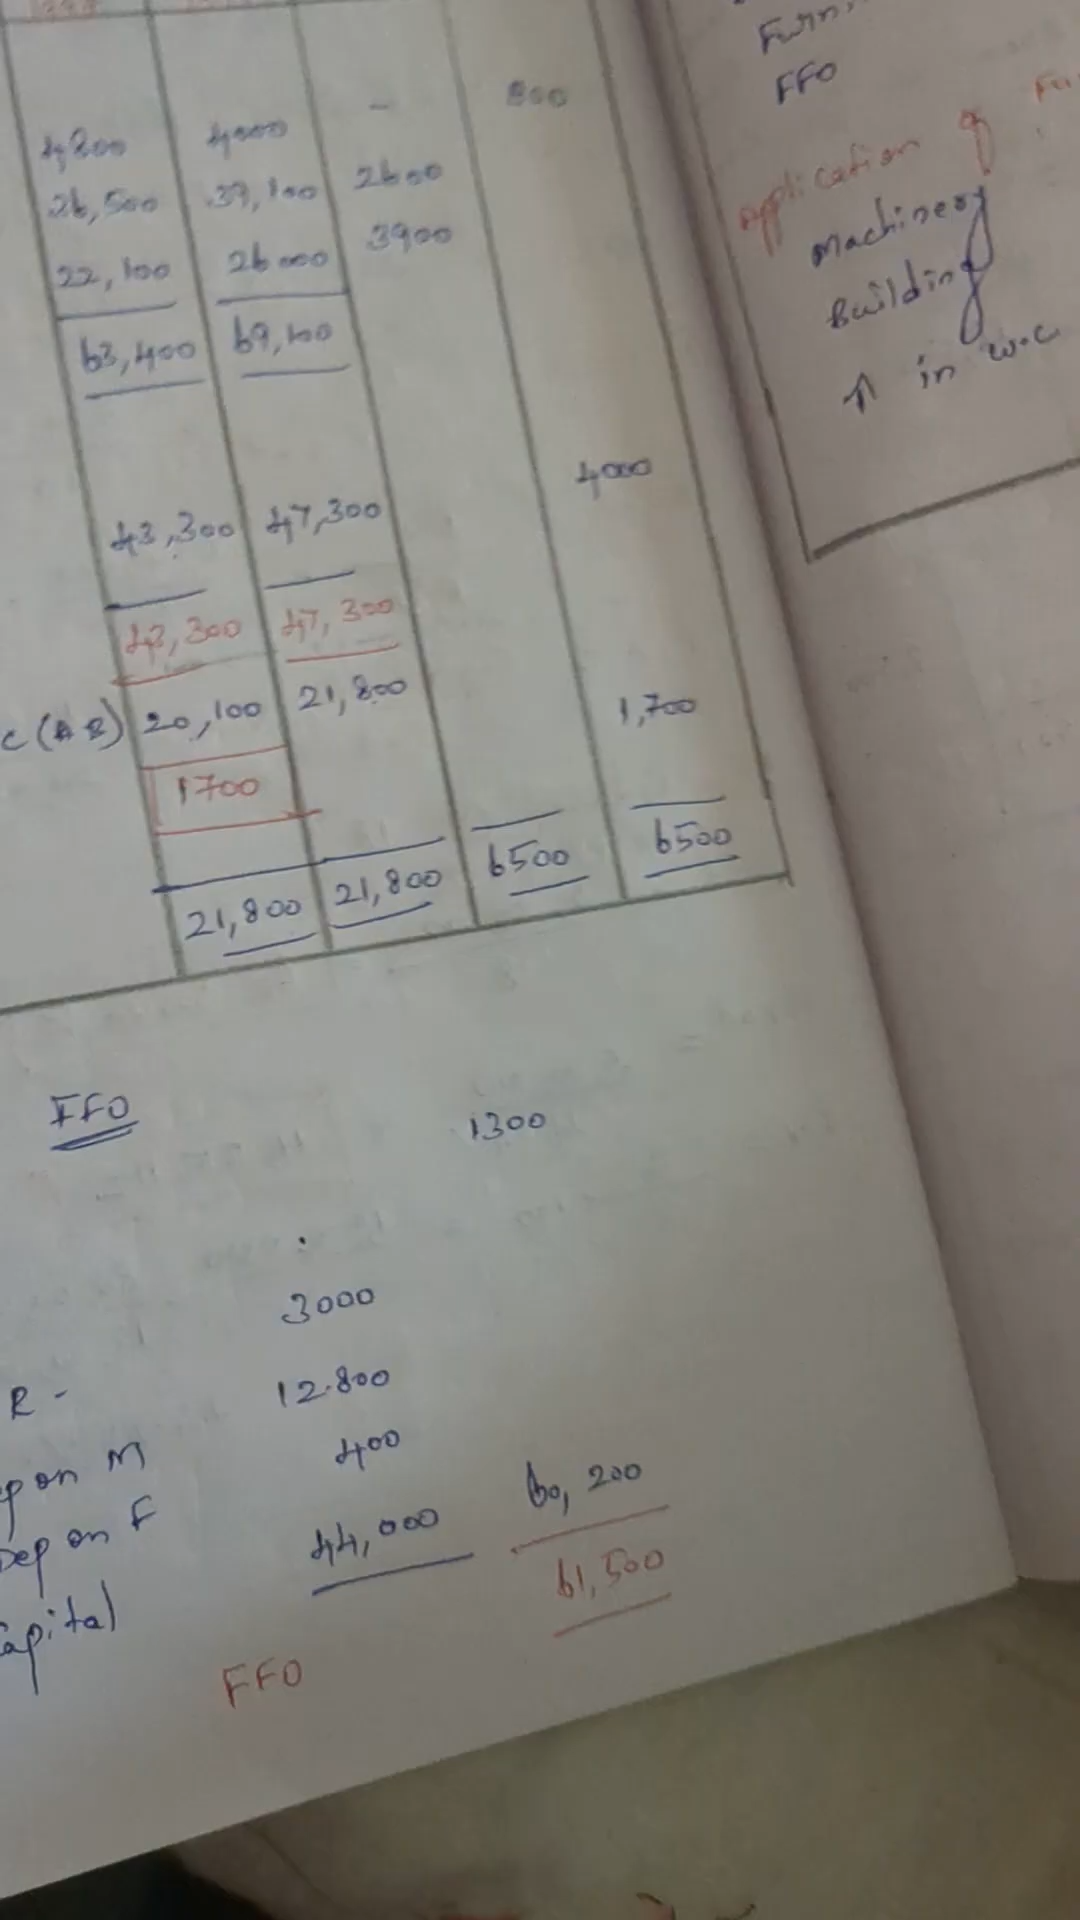 4,800 4000 - 800
26,500 39,100 2600
22,100 26000 3900
63,400 69,100
4000
43,300 47,300
43,300 47,300
C (A-B) 20,100 21,800 1,700
1700
21,800 21,800 6500 6500
FFO 1300
3000
R - 12.800
on M 400
Dep on F 44,000 60,200
Capital 61,500
FFO
FFO
Application of
Machinery
Building
↑ in w.c